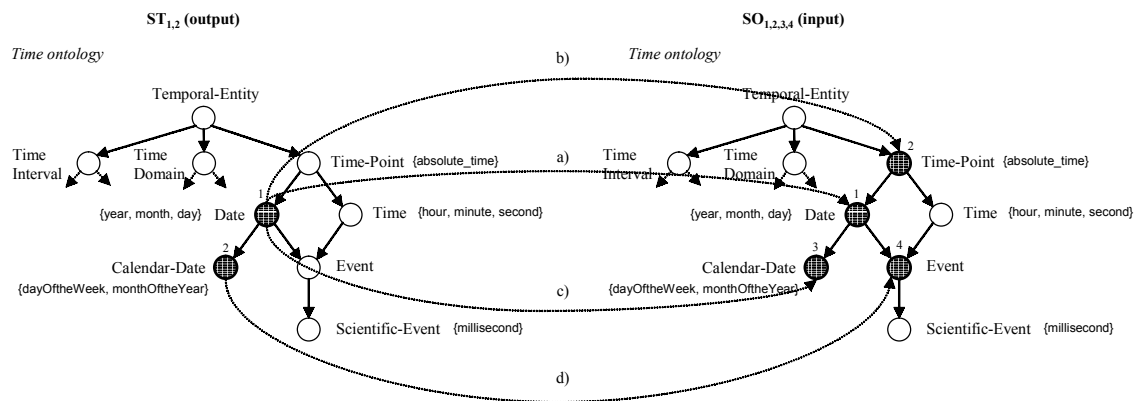 ST1,2 (output)
SO1,2,3,4 (input)
Time ontology
Time ontology
b)
Temporal-Entity
Temporal-Entity
Time
Interval
Time
Domain
Time-Point {absolute_time}
a)
Time
Interval
Time
Domain
2
Time-Point {absolute_time}
1
{year, month, day} Date
Time {hour, minute, second}
1
{year, month, day} Date
Time {hour, minute, second}
2
Calendar-Date
Event
3
Calendar-Date
4
Event
{dayOftheWeek, monthOftheYear}
c)
{dayOftheWeek, monthOftheYear}
Scientific-Event {millisecond}
Scientific-Event {millisecond}
d)